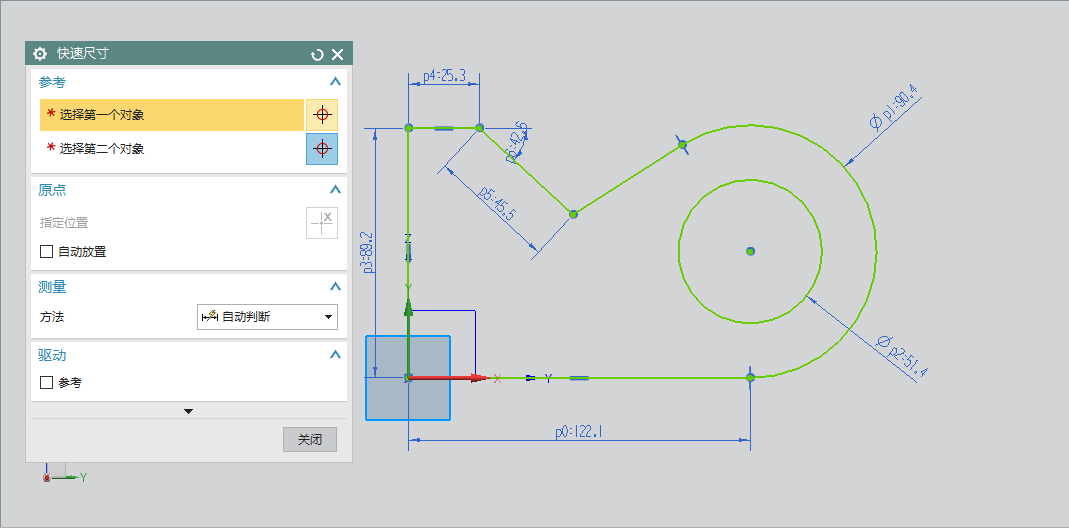 快速尺寸
参考
* 选择第一个对象
* 选择第二个对象
原点
指定位置
自动放置
测量
方法
自动判断
驱动
参考
关闭
p4:25.3
p5:45.5
p3:89.2
Ø p1:90.4
Ø p2:51.4
p0:122.1
Z
Y
X
Y
Y